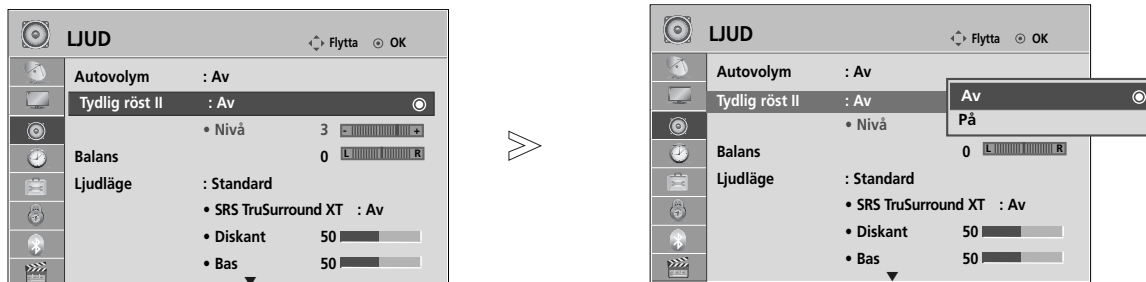 LJUD
Flytta OK
Autovolym : Av
Tydlig röst II : Av
• Nivå 3 - +
Balans 0 L R
Ljudläge : Standard
• SRS TruSurround XT : Av
• Diskant 50
• Bas 50
LJUD
Flytta OK
Autovolym : Av
Tydlig röst II : Av
Av
På
• Nivå
Balans 0 L R
Ljudläge : Standard
• SRS TruSurround XT : Av
• Diskant 50
• Bas 50